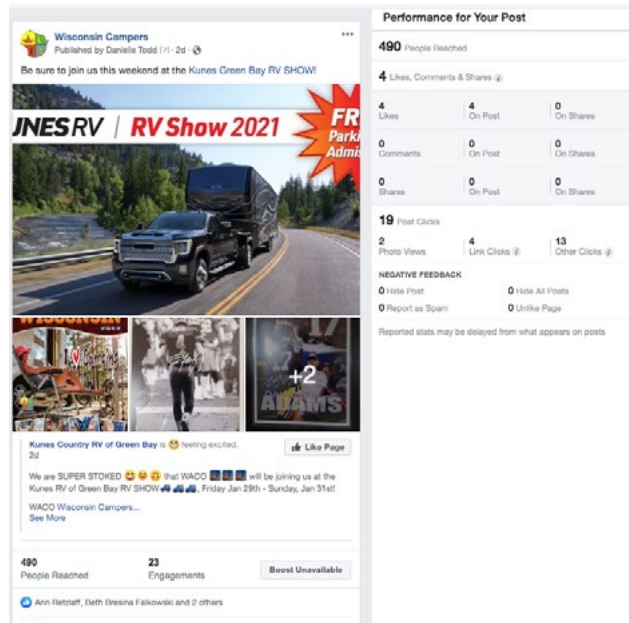 Wisconsin Campers
Published by Danielle Todd [?] · 2d ·
Be sure to join us this weekend at the Kunes Green Bay RV SHOW!
JNES RV | RV Show 2021
FR
Parki
Admis
WISCONSIN
+2
ADAMS
Kunes Country RV of Green Bay is 😄 feeling excited.
2d
Like Page
We are SUPER STOKED that WACO will be joining us at the
Kunes RV of Green Bay RV SHOW, Friday Jan 29th - Sunday, Jan 31st!
WACO Wisconsin Campers...
See More
490
People Reached
23
Engagements
Boost Unavailable
Ann Retzlaff, Beth Bresina Falkowski and 2 others
Performance for Your Post
490 People Reached
4 Likes, Comments & Shares
4
Likes
4
On Post
0
On Shares
0
Comments
0
On Post
0
On Shares
0
Shares
0
On Post
0
On Shares
19 Post Clicks
2
Photo Views
4
Link Clicks
13
Other Clicks
NEGATIVE FEEDBACK
0 Hide Post
0 Hide All Posts
0 Report as Spam
0 Unlike Page
Reported stats may be delayed from what appears on posts